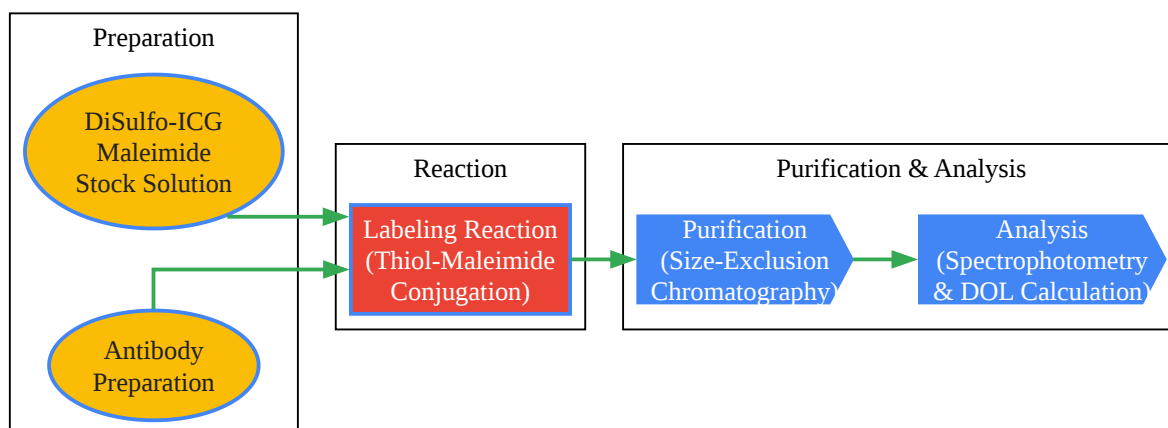 Preparation
DiSulfo-ICG
Maleimide
Stock Solution
Antibody
Preparation
Reaction
Labeling Reaction
(Thiol-Maleimide
Conjugation)
Purification & Analysis
Purification
(Size-Exclusion
Chromatography)
Analysis
(Spectrophotometry
& DOL Calculation)